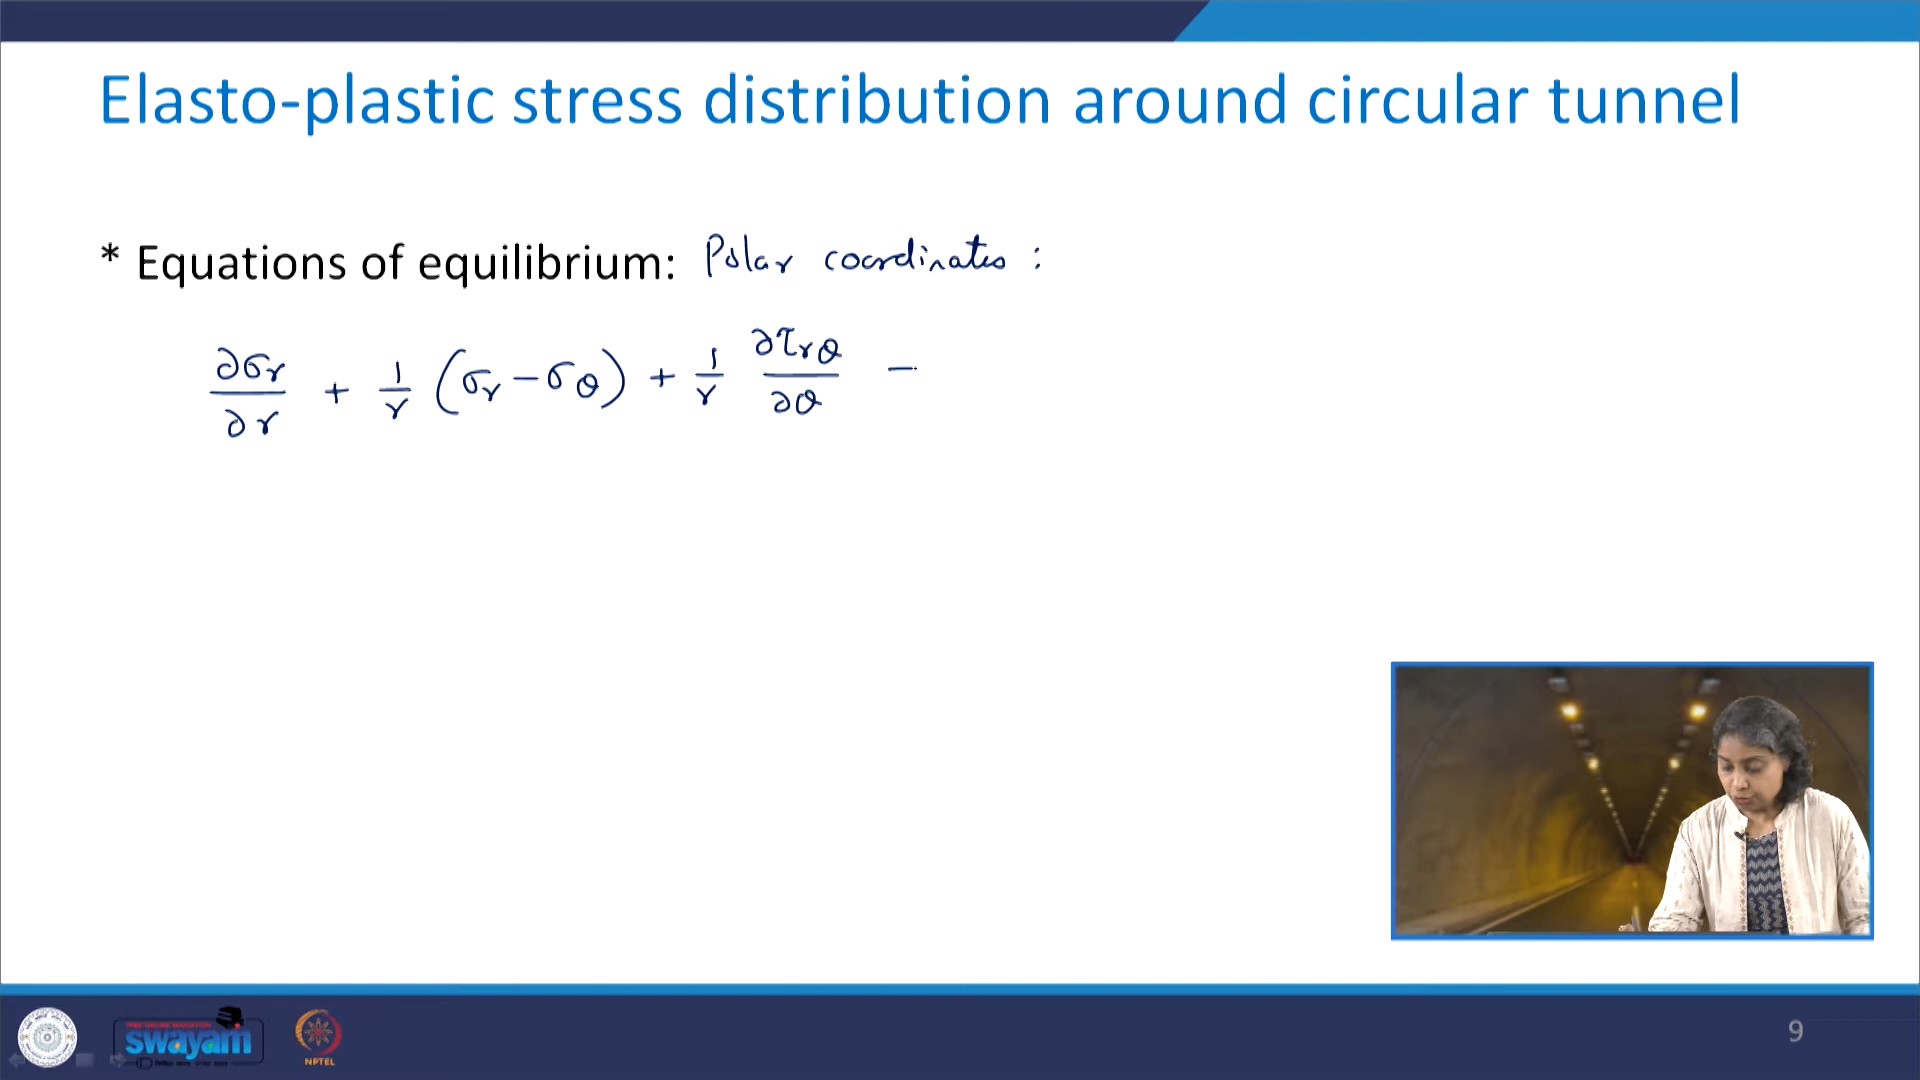 Elasto-plastic stress distribution around circular tunnel
* Equations of equilibrium: Polar coordinates :
∂σr/∂r + 1/r (σr − σθ) + 1/r ∂τrθ/∂θ −
swayam
NPTEL
9